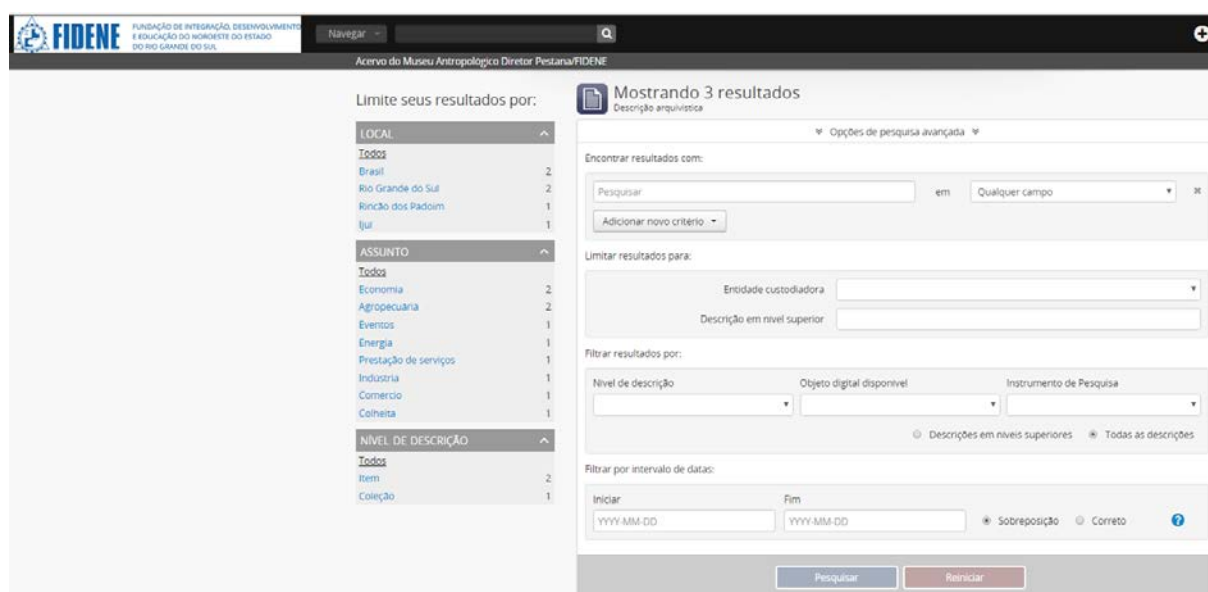 FIDENE
FUNDAÇÃO DE INTEGRAÇÃO, DESENVOLVIMENTO
E EDUCAÇÃO DO NOROESTE DO ESTADO
DO RIO GRANDE DO SUL
Navegar
Acervo do Museu Antropológico Diretor Pestana/FIDENE
Limite seus resultados por:
LOCAL
Todos
Brasil 2
Rio Grande do Sul 2
Rincão dos Padoim 1
Ijuí 1
ASSUNTO
Todos
Economia 2
Agropecuária 2
Eventos 1
Energia 1
Prestação de serviços 1
Indústria 1
Comercio 1
Colheita 1
NÍVEL DE DESCRIÇÃO
Todos
Item 2
Coleção 1
Mostrando 3 resultados
Descrição arquivística
Opções de pesquisa avançada
Encontrar resultados com:
Pesquisar em Qualquer campo
Adicionar novo critério
Limitar resultados para:
Entidade custodiadora
Descrição em nível superior
Filtrar resultados por:
Nível de descrição Objeto digital disponível Instrumento de Pesquisa
Descrições em níveis superiores Todas as descrições
Filtrar por intervalo de datas:
Iniciar Fim
YYYY-MM-DD YYYY-MM-DD Sobreposição Correto ?
Pesquisar Reiniciar